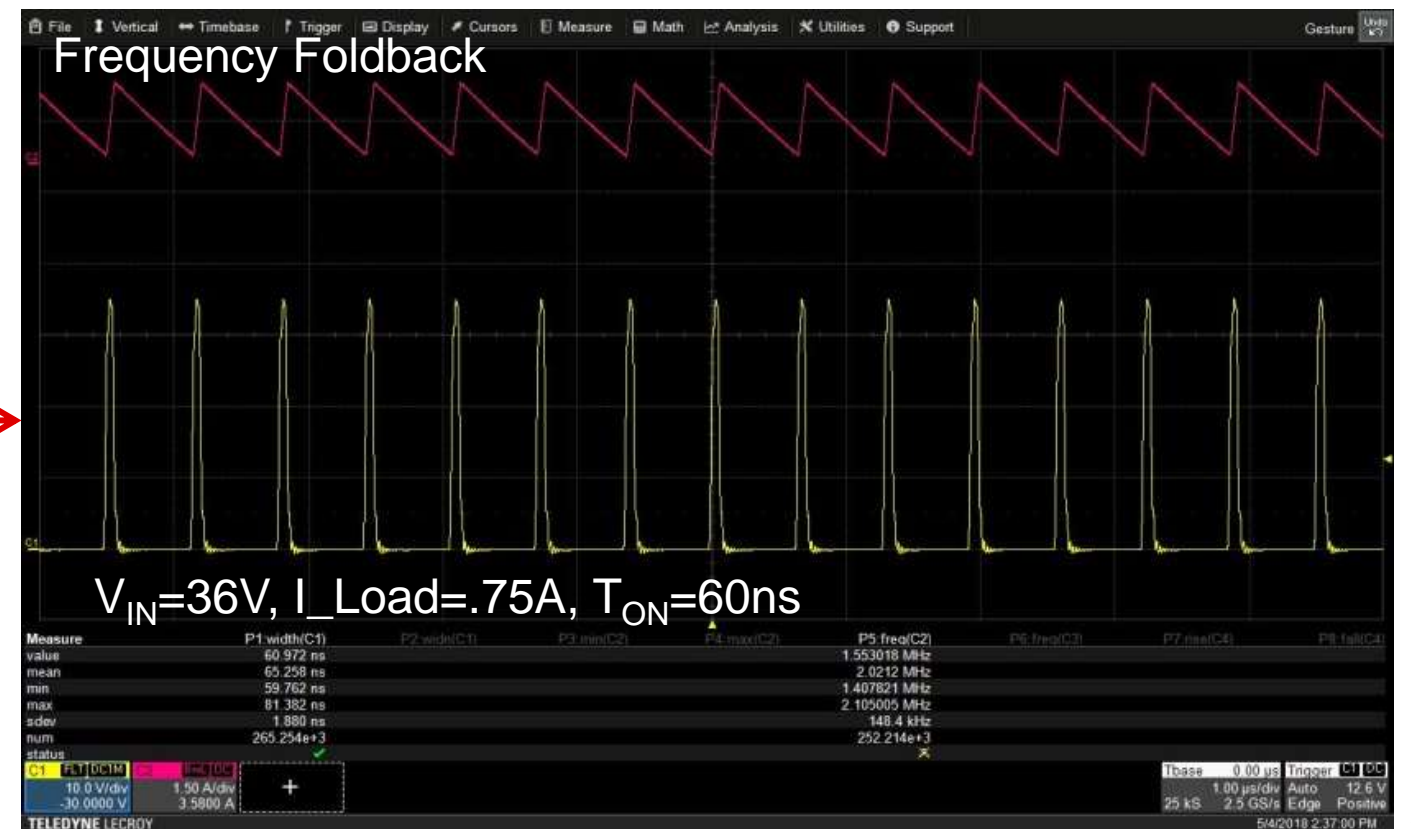 File Vertical Timebase Trigger Display Cursors Measure Math Analysis Utilities Support Gesture Undo
Frequency Foldback
C1
V_IN=36V, I_Load=.75A, T_ON=60ns
Measure P1:width(C1) P2:width(C1) P3:min(C2) P4:max(C2) P5:freq(C2) P6:freq(C3) P7:rise(C4) P8:fall(C4)
value 60.972 ns 1.553018 MHz
mean 65.258 ns 2.0212 MHz
min 59.762 ns 1.407821 MHz
max 81.382 ns 2.105005 MHz
sdev 1.880 ns 148.4 kHz
num 265.254e+3 252.214e+3
status
C1 FLT DC1M DC Tbase 0.00 µs Trigger C1 DC
10.0 V/div 1.50 A/div + 1.00 µs/div Auto 12.6 V
-30.0000 V 3.5800 A 25 kS 2.5 GS/s Edge Positive
TELEDYNE LECROY 5/4/2018 2:37:00 PM